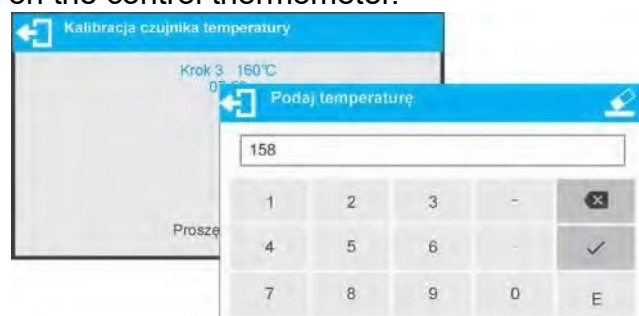 on the control thermometer.
Kalibracja czujnika temperatury
Krok 3 160°C
Podaj temperaturę
158
1 2 3 -
4 5 6
7 8 9 0 E
Proszę